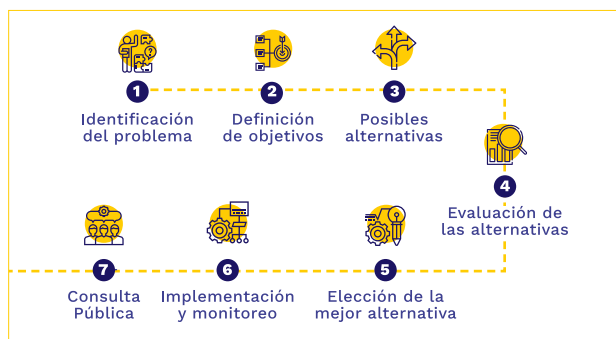 1
Identificación
del problema
2
Definición
de objetivos
3
Posibles
alternativas
4
Evaluación de
las alternativas
5
Elección de la
mejor alternativa
6
Implementación
y monitoreo
7
Consulta
Pública